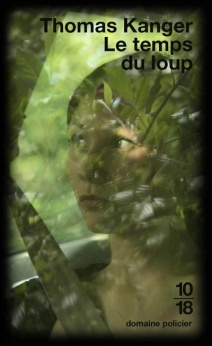 Thomas Kanger
Le temps
du loup
10
18
domaine policier